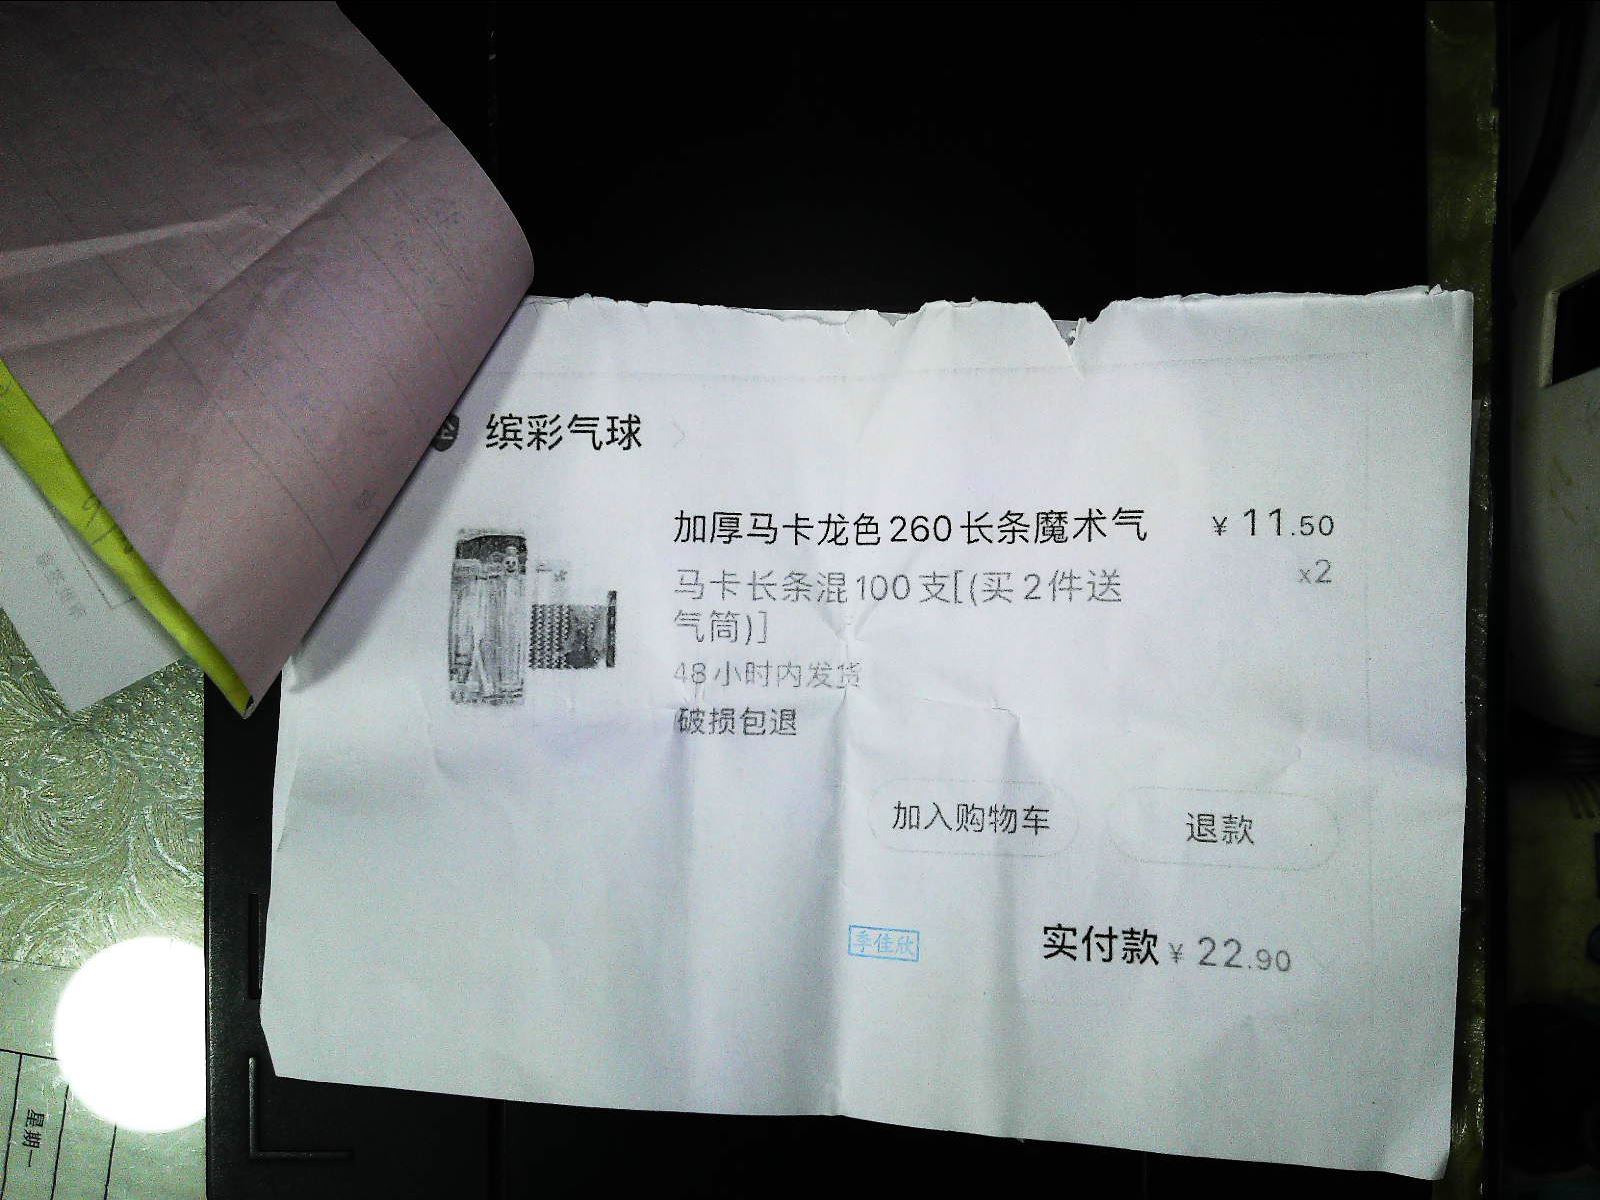 缤彩气球
加厚马卡龙色260长条魔术气
¥11.50
马卡长条混100支[(买2件送
x2
气筒)]
48小时内发货
破损包退
加入购物车
退款
季佳欣
实付款¥22.90
星期一